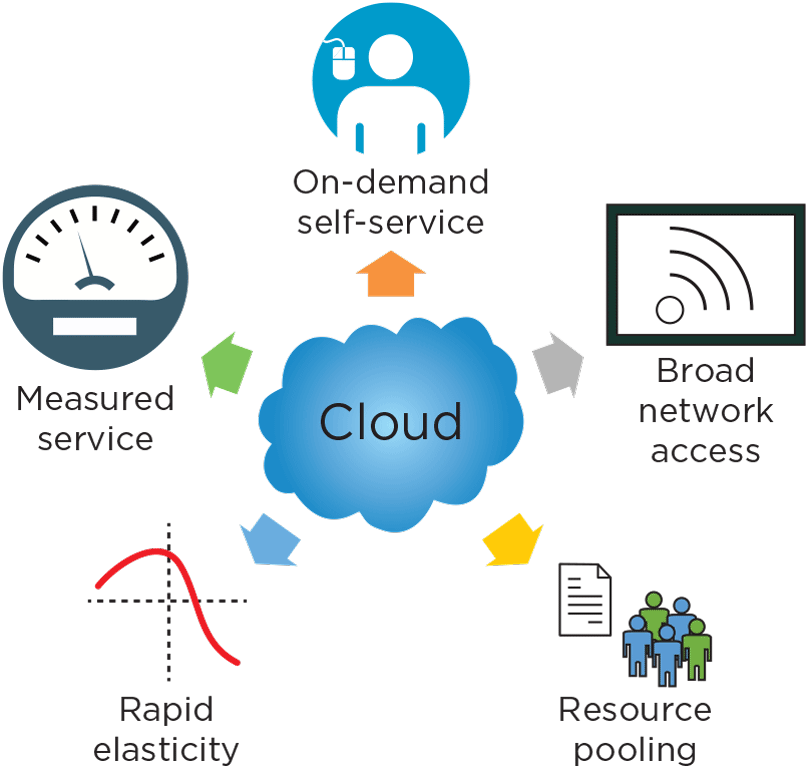 On-demand
self-service
Measured
service
Cloud
Broad
network
access
Rapid
elasticity
Resource
pooling